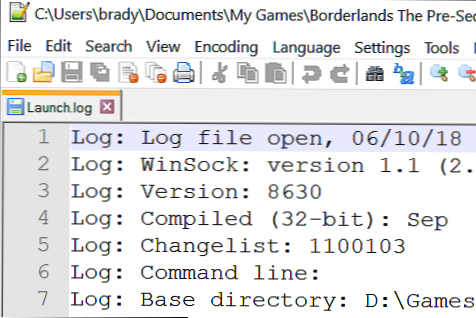 C:\Users\brady\Documents\My Games\Borderlands The Pre-Se
File Edit Search View Encoding Language Settings Tools
Launch.log
1 Log: Log file open, 06/10/18
2 Log: WinSock: version 1.1 (2.
3 Log: Version: 8630
4 Log: Compiled (32-bit): Sep
5 Log: Changelist: 1100103
6 Log: Command line:
7 Log: Base directory: D:\Games